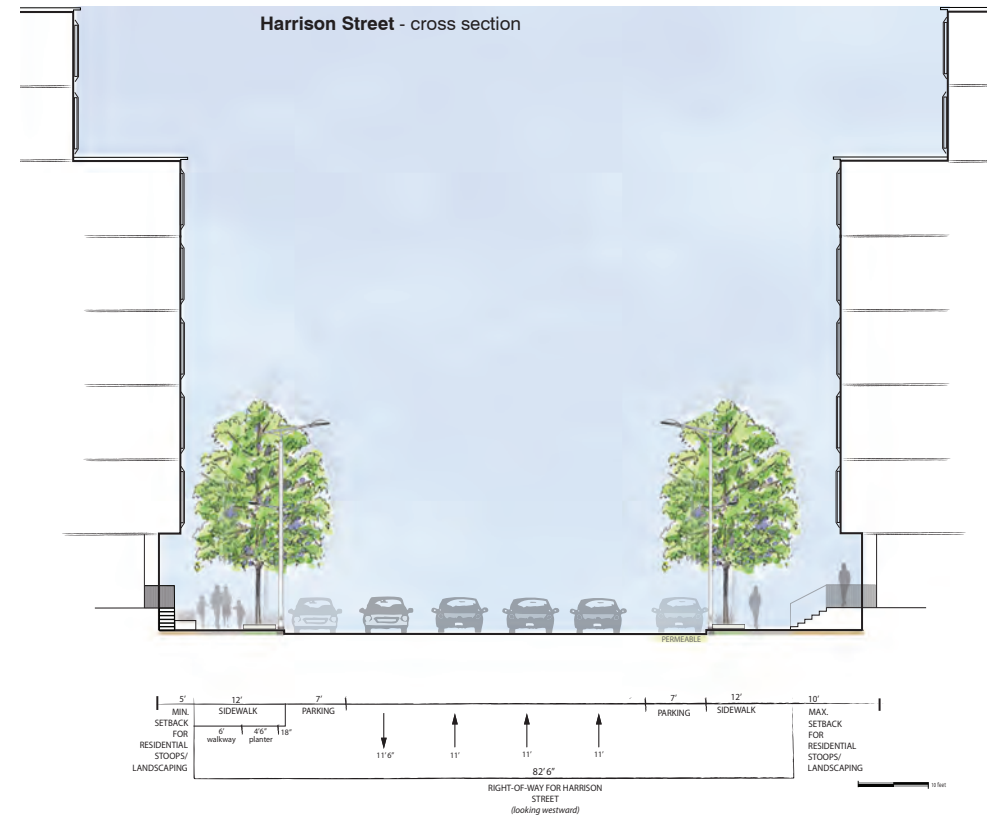 Harrison Street - cross section
PERMEABLE
5’ 12’ 7’ 7’ 12’ 10’
MIN.
SETBACK
FOR
RESIDENTIAL
STOOPS/
LANDSCAPING
SIDEWALK
6’
walkway
4’6”
planter
18”
PARKING
11’ 6”
11’
11’
11’
PARKING
SIDEWALK
MAX.
SETBACK
FOR
RESIDENTIAL
STOOPS/
LANDSCAPING
82’ 6”
RIGHT-OF-WAY FOR HARRISON
STREET
(looking westward)
10 feet